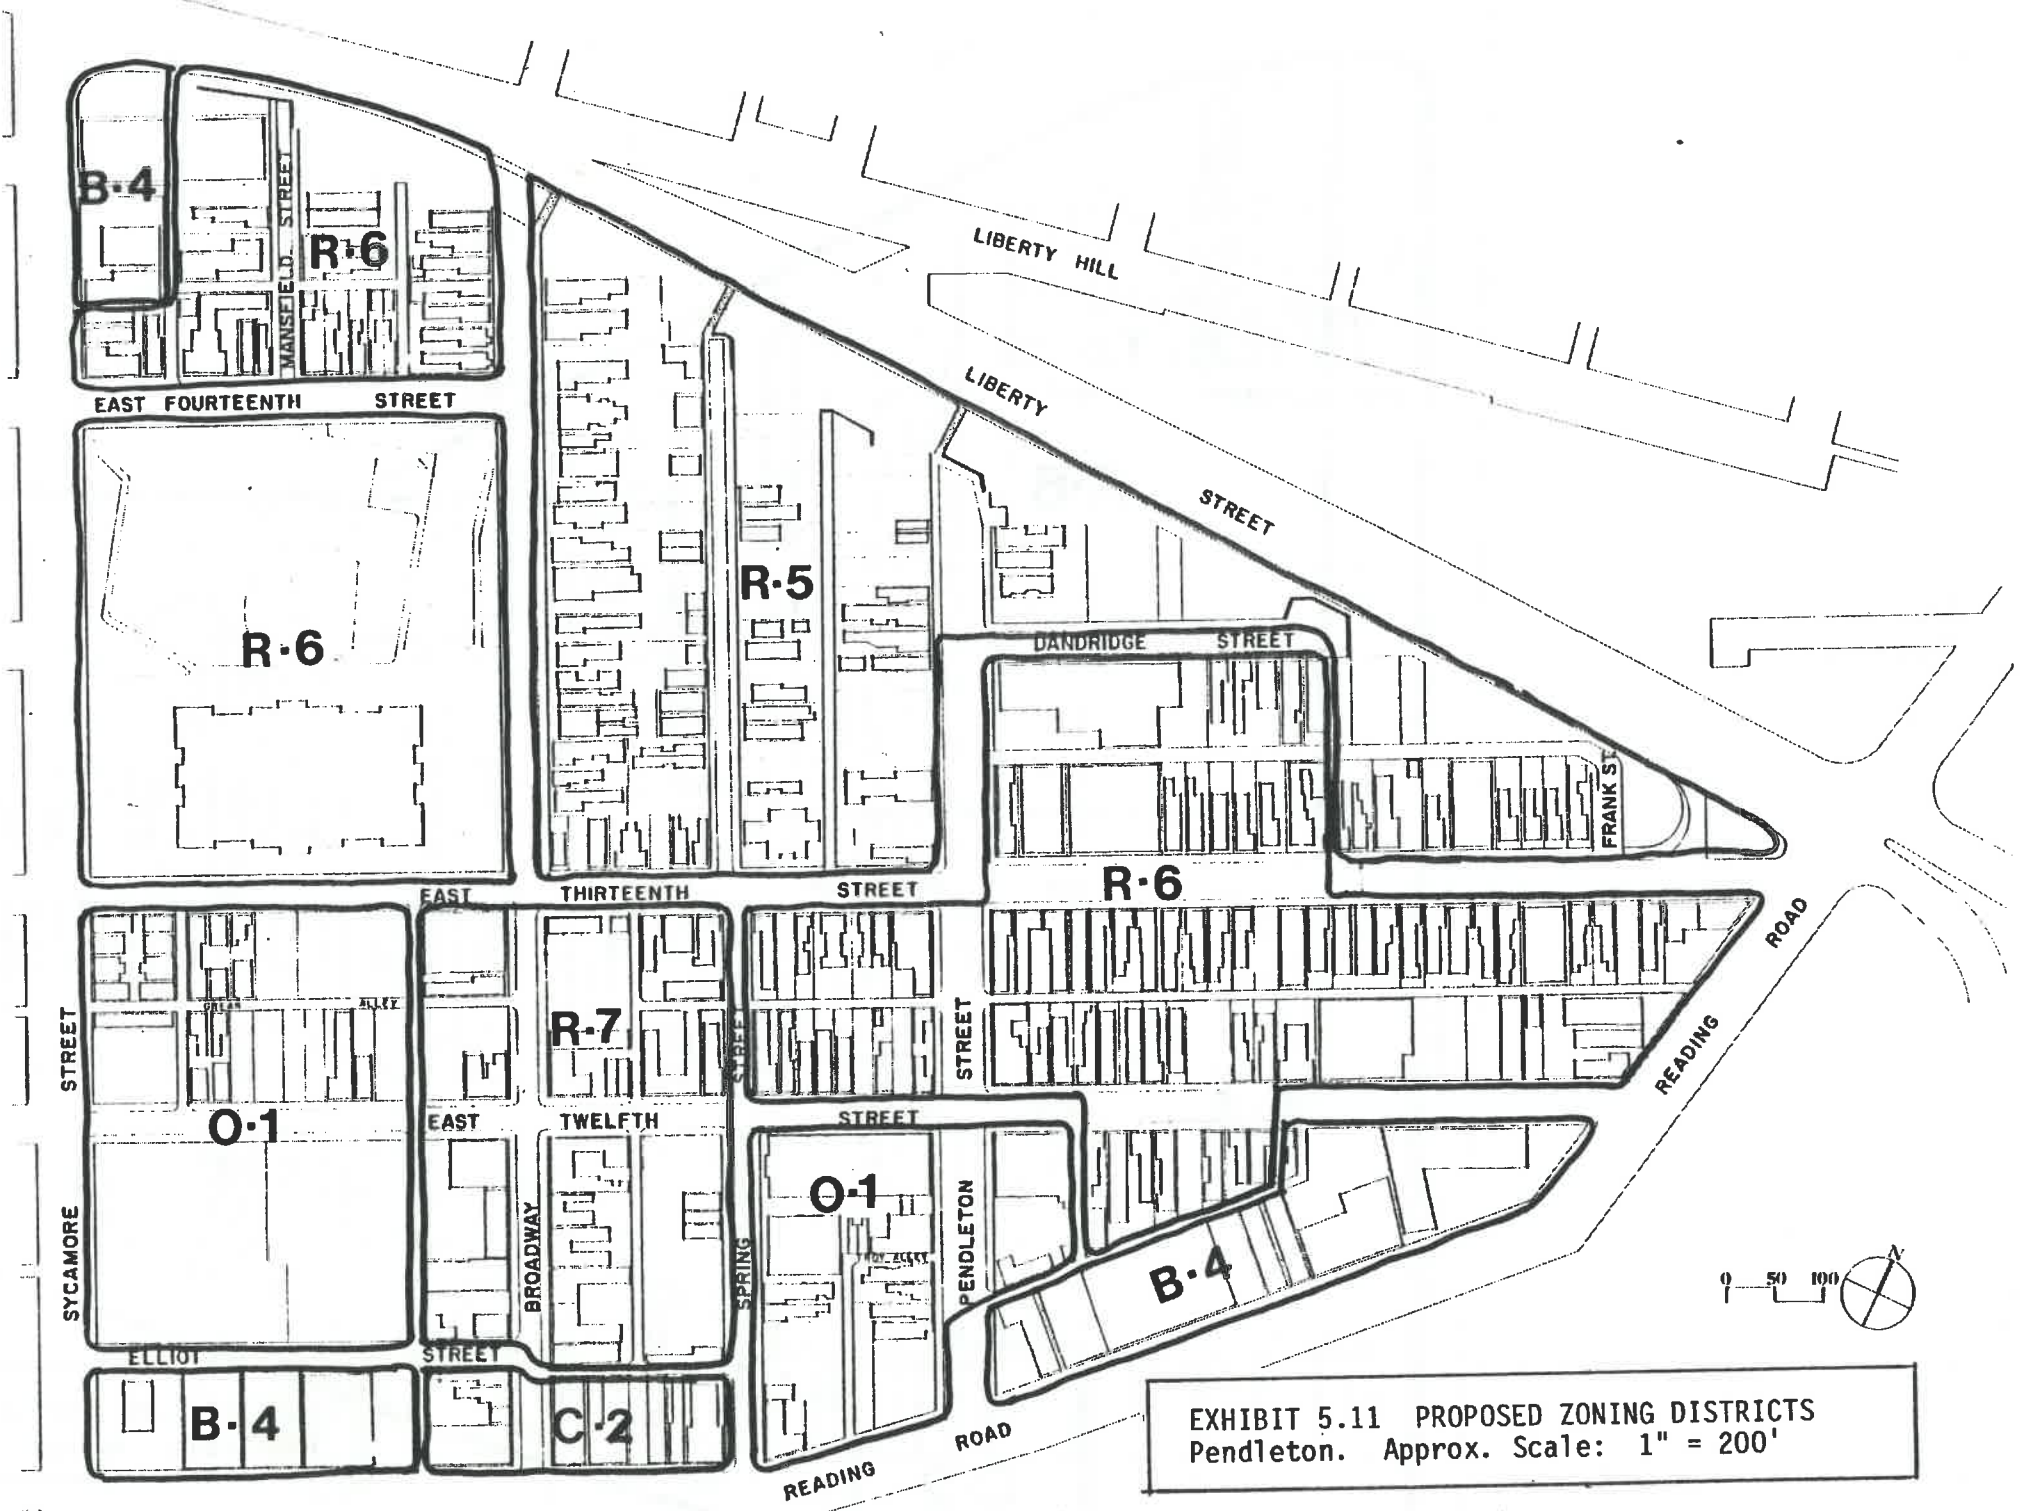 B-4
MANSFIELD STREET
R-6
LIBERTY HILL
EAST FOURTEENTH STREET
LIBERTY STREET
R-5
R-6
DANDRIDGE STREET
FRANK ST.
EAST THIRTEENTH STREET
R-6
READING ROAD
ALLEY
R-7
STREET
STREET
STREET
O-1
EAST TWELFTH STREET
O-1
SYCAMORE
BROADWAY
SPRING
PENDLETON
TROY ALLEY
B-4
N
0 50 100
ELLIOT STREET
B-4
C-2
READING ROAD
EXHIBIT 5.11 PROPOSED ZONING DISTRICTS
Pendleton. Approx. Scale: 1" = 200'